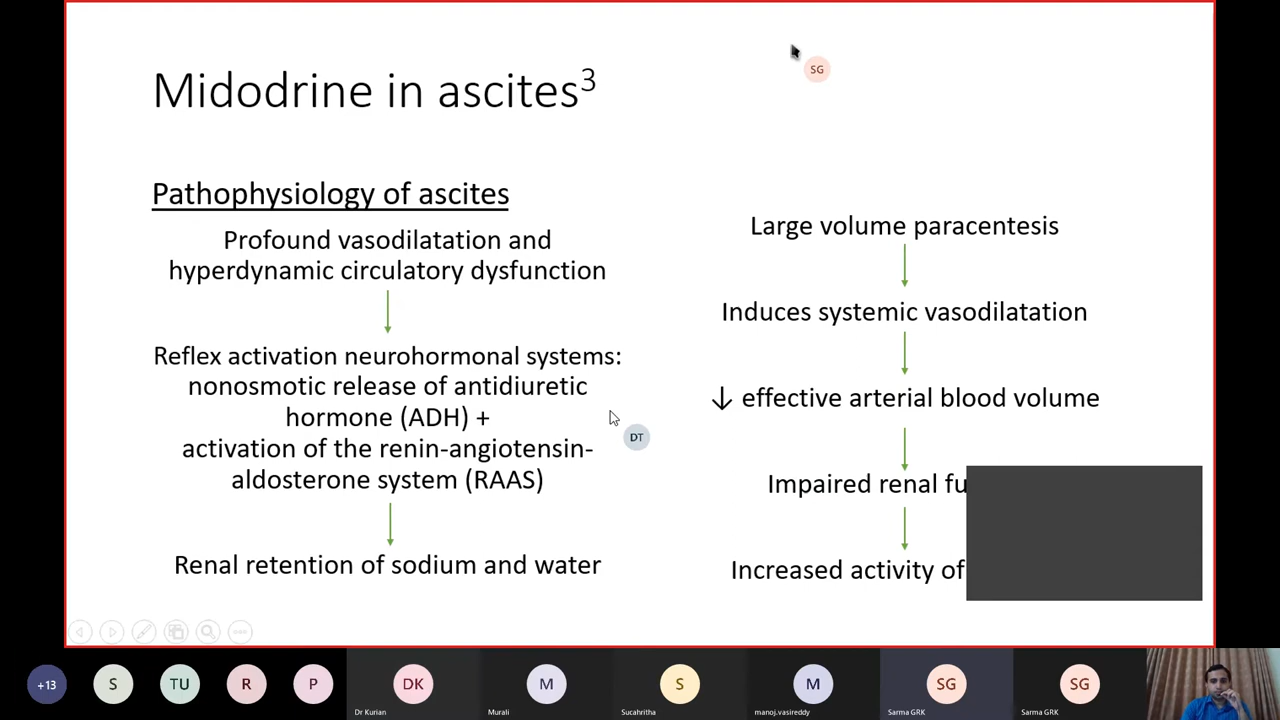 Midodrine in ascites3
SG
Pathophysiology of ascites
Profound vasodilatation and
hyperdynamic circulatory dysfunction
Reflex activation neurohormonal systems:
nonosmotic release of antidiuretic
hormone (ADH) +
activation of the renin-angiotensin-
aldosterone system (RAAS)
Renal retention of sodium and water
DT
Large volume paracentesis
Induces systemic vasodilatation
↓ effective arterial blood volume
Impaired renal fu
Increased activity of
+13
S
TU
R
P
DK
Dr Kurian
M
Murali
S
Sucahritha
M
manoj.vasireddy
SG
Sarma GRK
SG
Sarma GRK